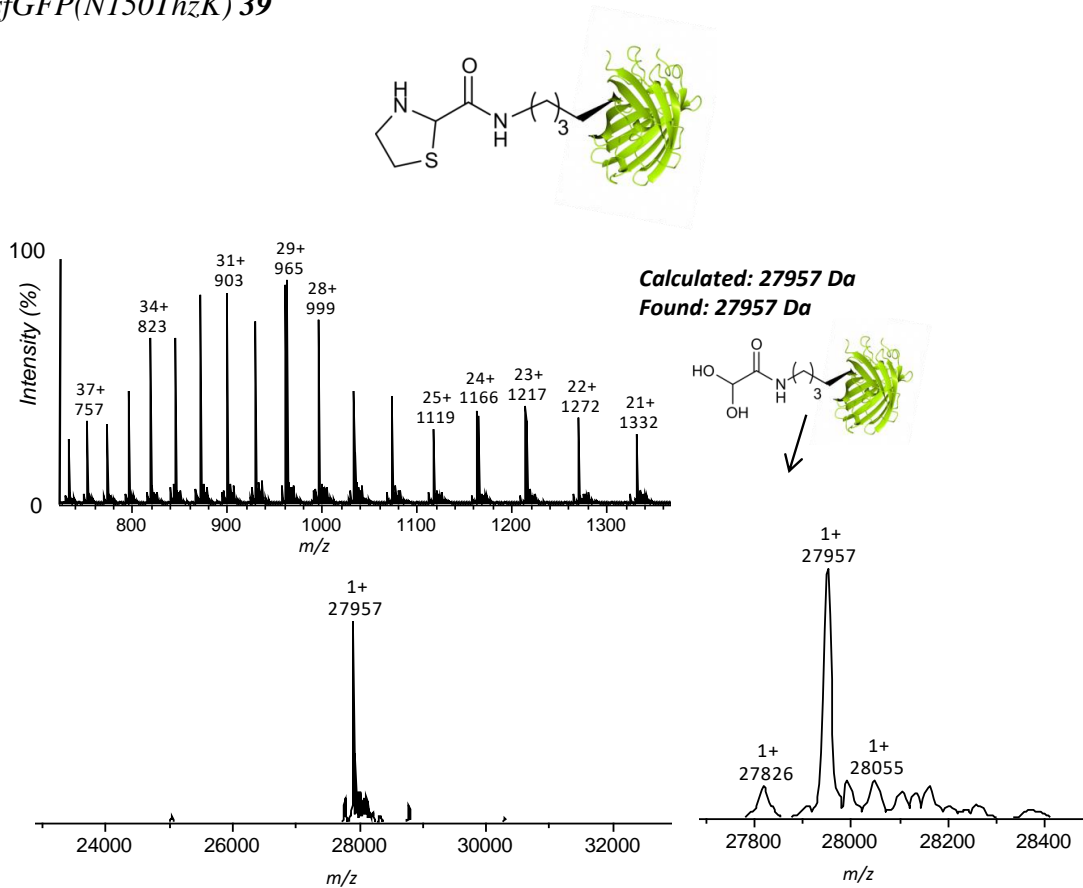 fGFP(N150ThzK) 39
O
H
N
N
H
3
S
100
Intensity (%)
0
37+
757
34+
823
31+
903
29+
965
28+
999
25+
1119
24+
1166
23+
1217
22+
1272
21+
1332
800 900 1000 1100 1200 1300
m/z
Calculated: 27957 Da
Found: 27957 Da
O
HO
OH
N
H
3
1+
27957
24000 26000 28000 30000 32000
m/z
1+
27957
1+
27826
1+
28055
27800 28000 28200 28400
m/z